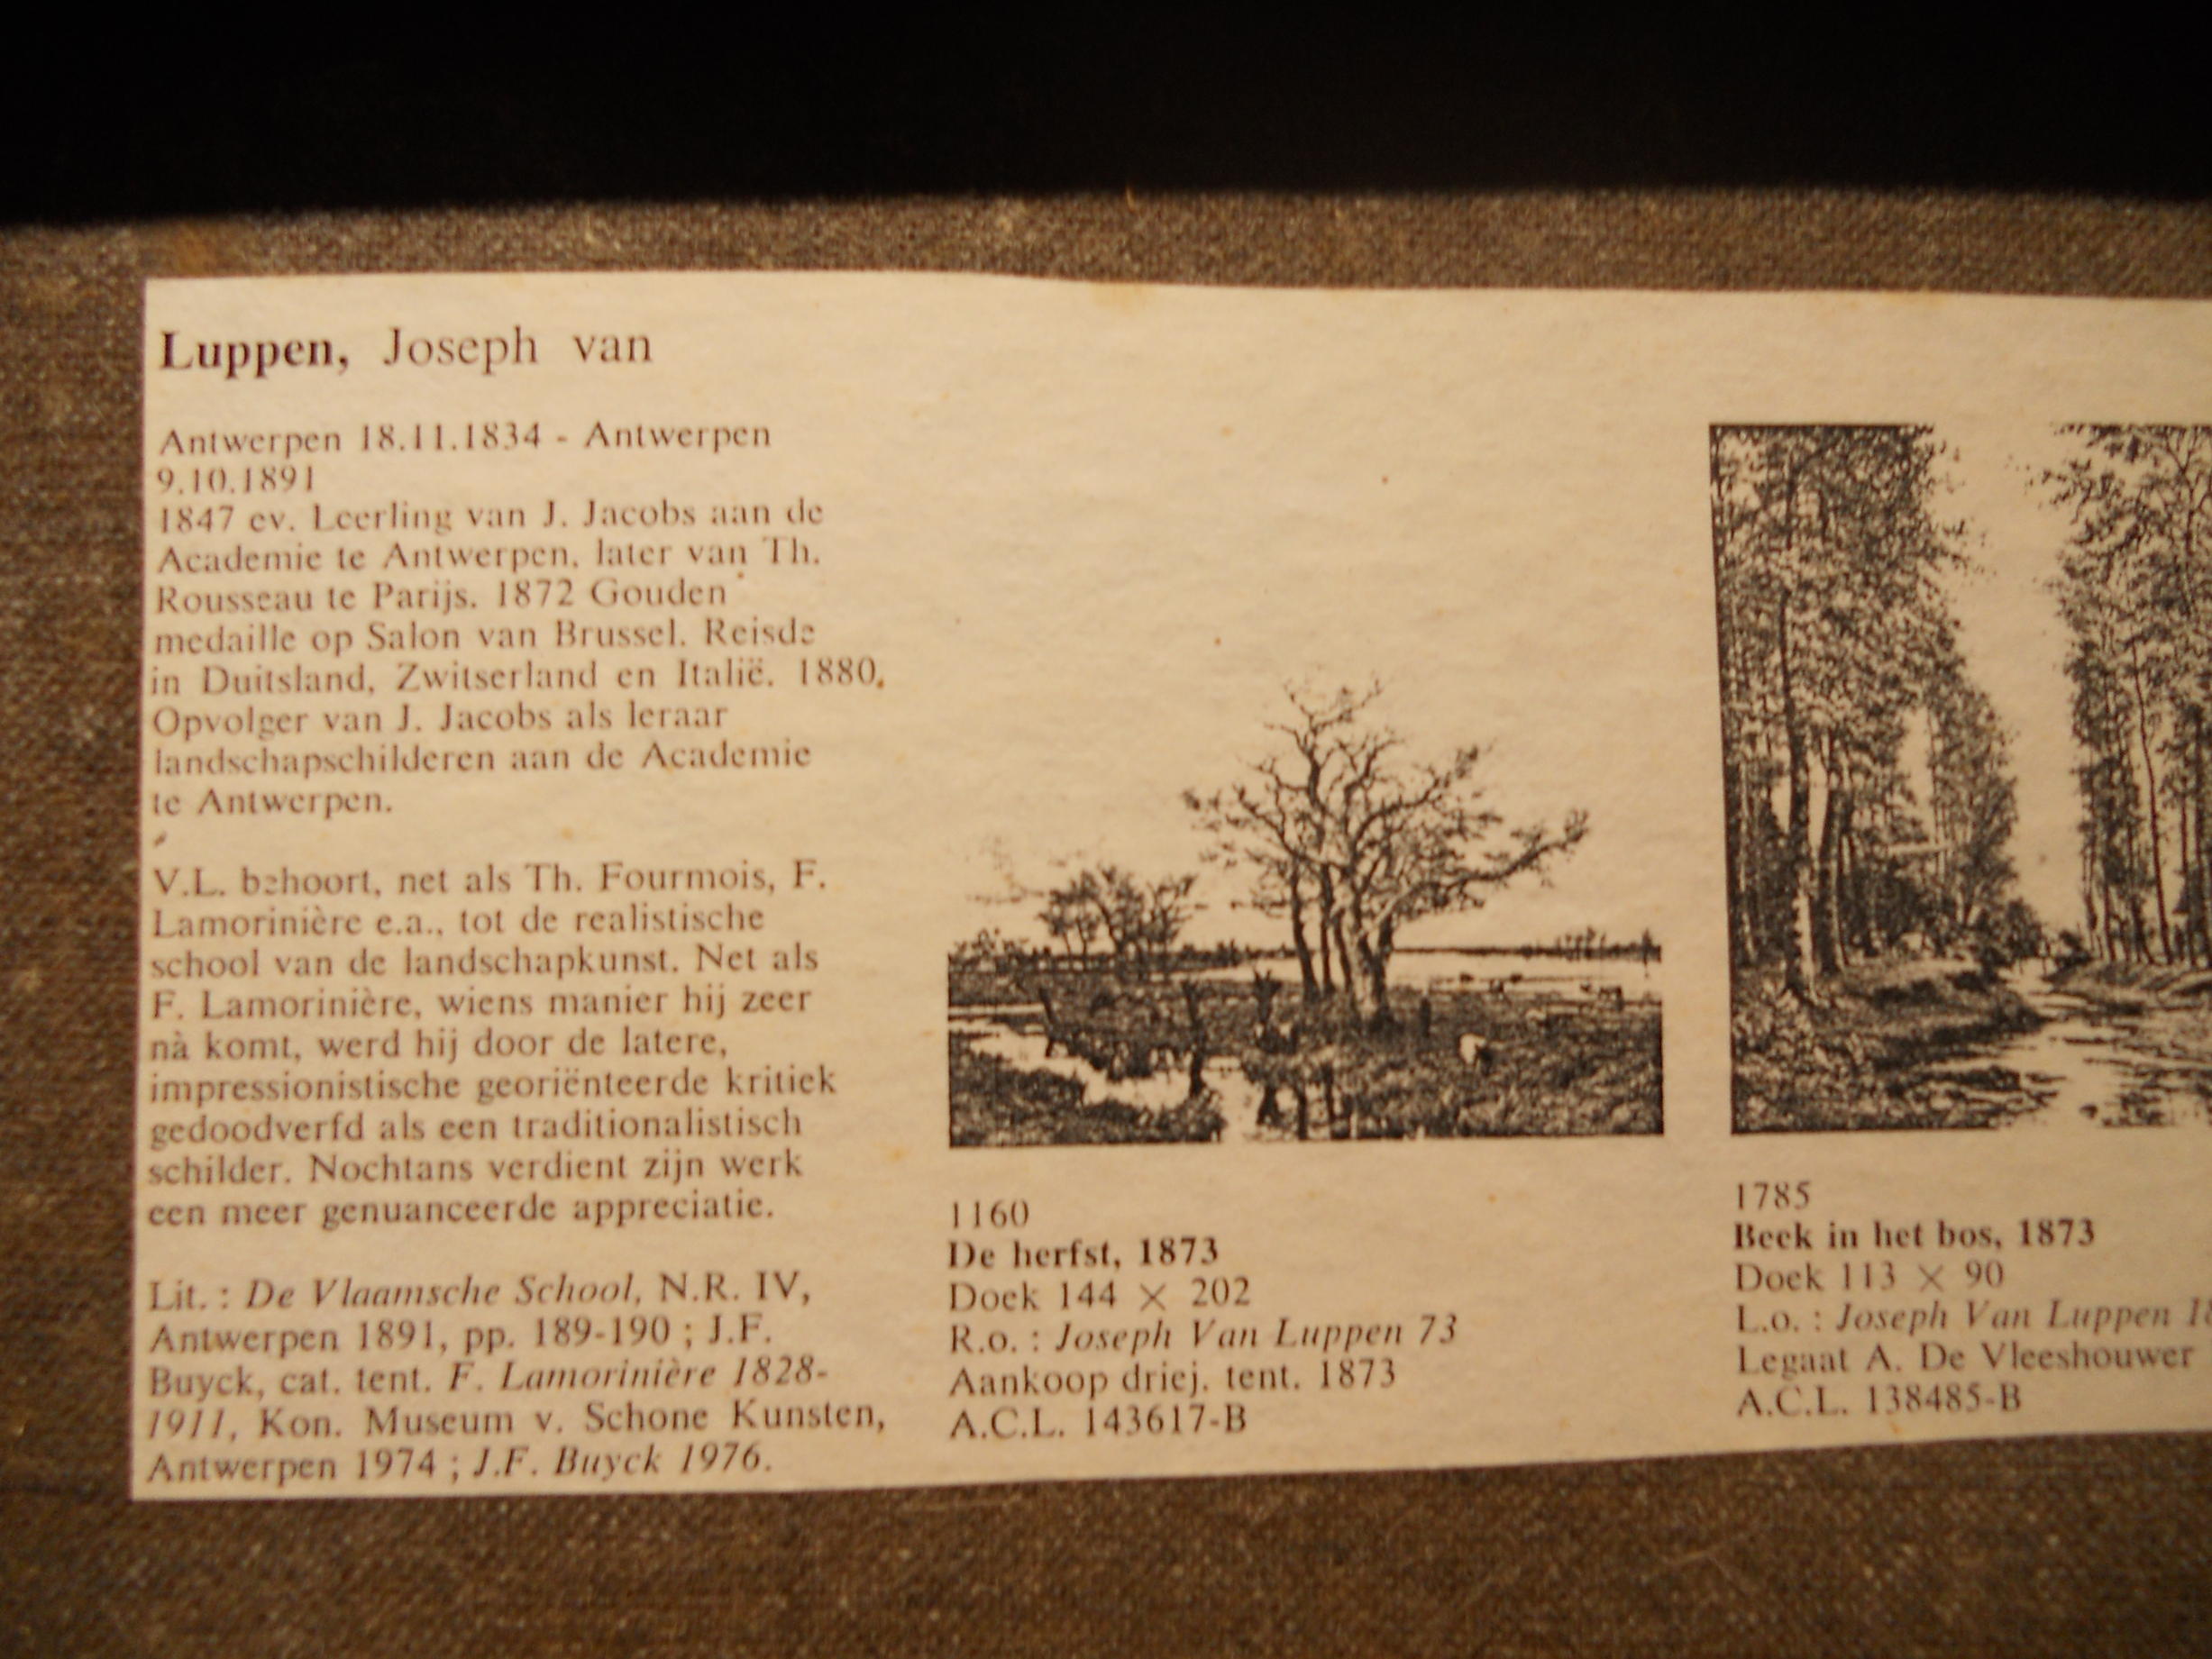 Luppen, Joseph van
Antwerpen 18.11.1834 - Antwerpen
9.10.1891
1847 ev. Leerling van J. Jacobs aan de
Academie te Antwerpen, later van Th.
Rousseau te Parijs. 1872 Gouden
medaille op Salon van Brussel. Reisde
in Duitsland, Zwitserland en Italië. 1880.
Opvolger van J. Jacobs als leraar
landschapschilderen aan de Academie
te Antwerpen.
V.L. behoort, net als Th. Fourmois, F.
Lamorinière e.a., tot de realistische
school van de landschapkunst. Net als
F. Lamorinière, wiens manier hij zeer
nà komt, werd hij door de latere,
impressionistische georiënteerde kritiek
gedoodverfd als een traditionalistisch
schilder. Nochtans verdient zijn werk
een meer genuanceerde appreciatie.
Lit. : De Vlaamsche School, N.R. IV,
Antwerpen 1891, pp. 189-190 ; J.F.
Buyck, cat. tent. F. Lamorinière 1828-
1911, Kon. Museum v. Schone Kunsten,
Antwerpen 1974 ; J.F. Buyck 1976.
1160
De herfst, 1873
Doek 144 × 202
R.o. : Joseph Van Luppen 73
Aankoop driej. tent. 1873
A.C.L. 143617-B
1785
Beek in het bos, 1873
Doek 113 × 90
L.o. : Joseph Van Luppen
Legaat A. De Vleeshouwer
A.C.L. 138485-B